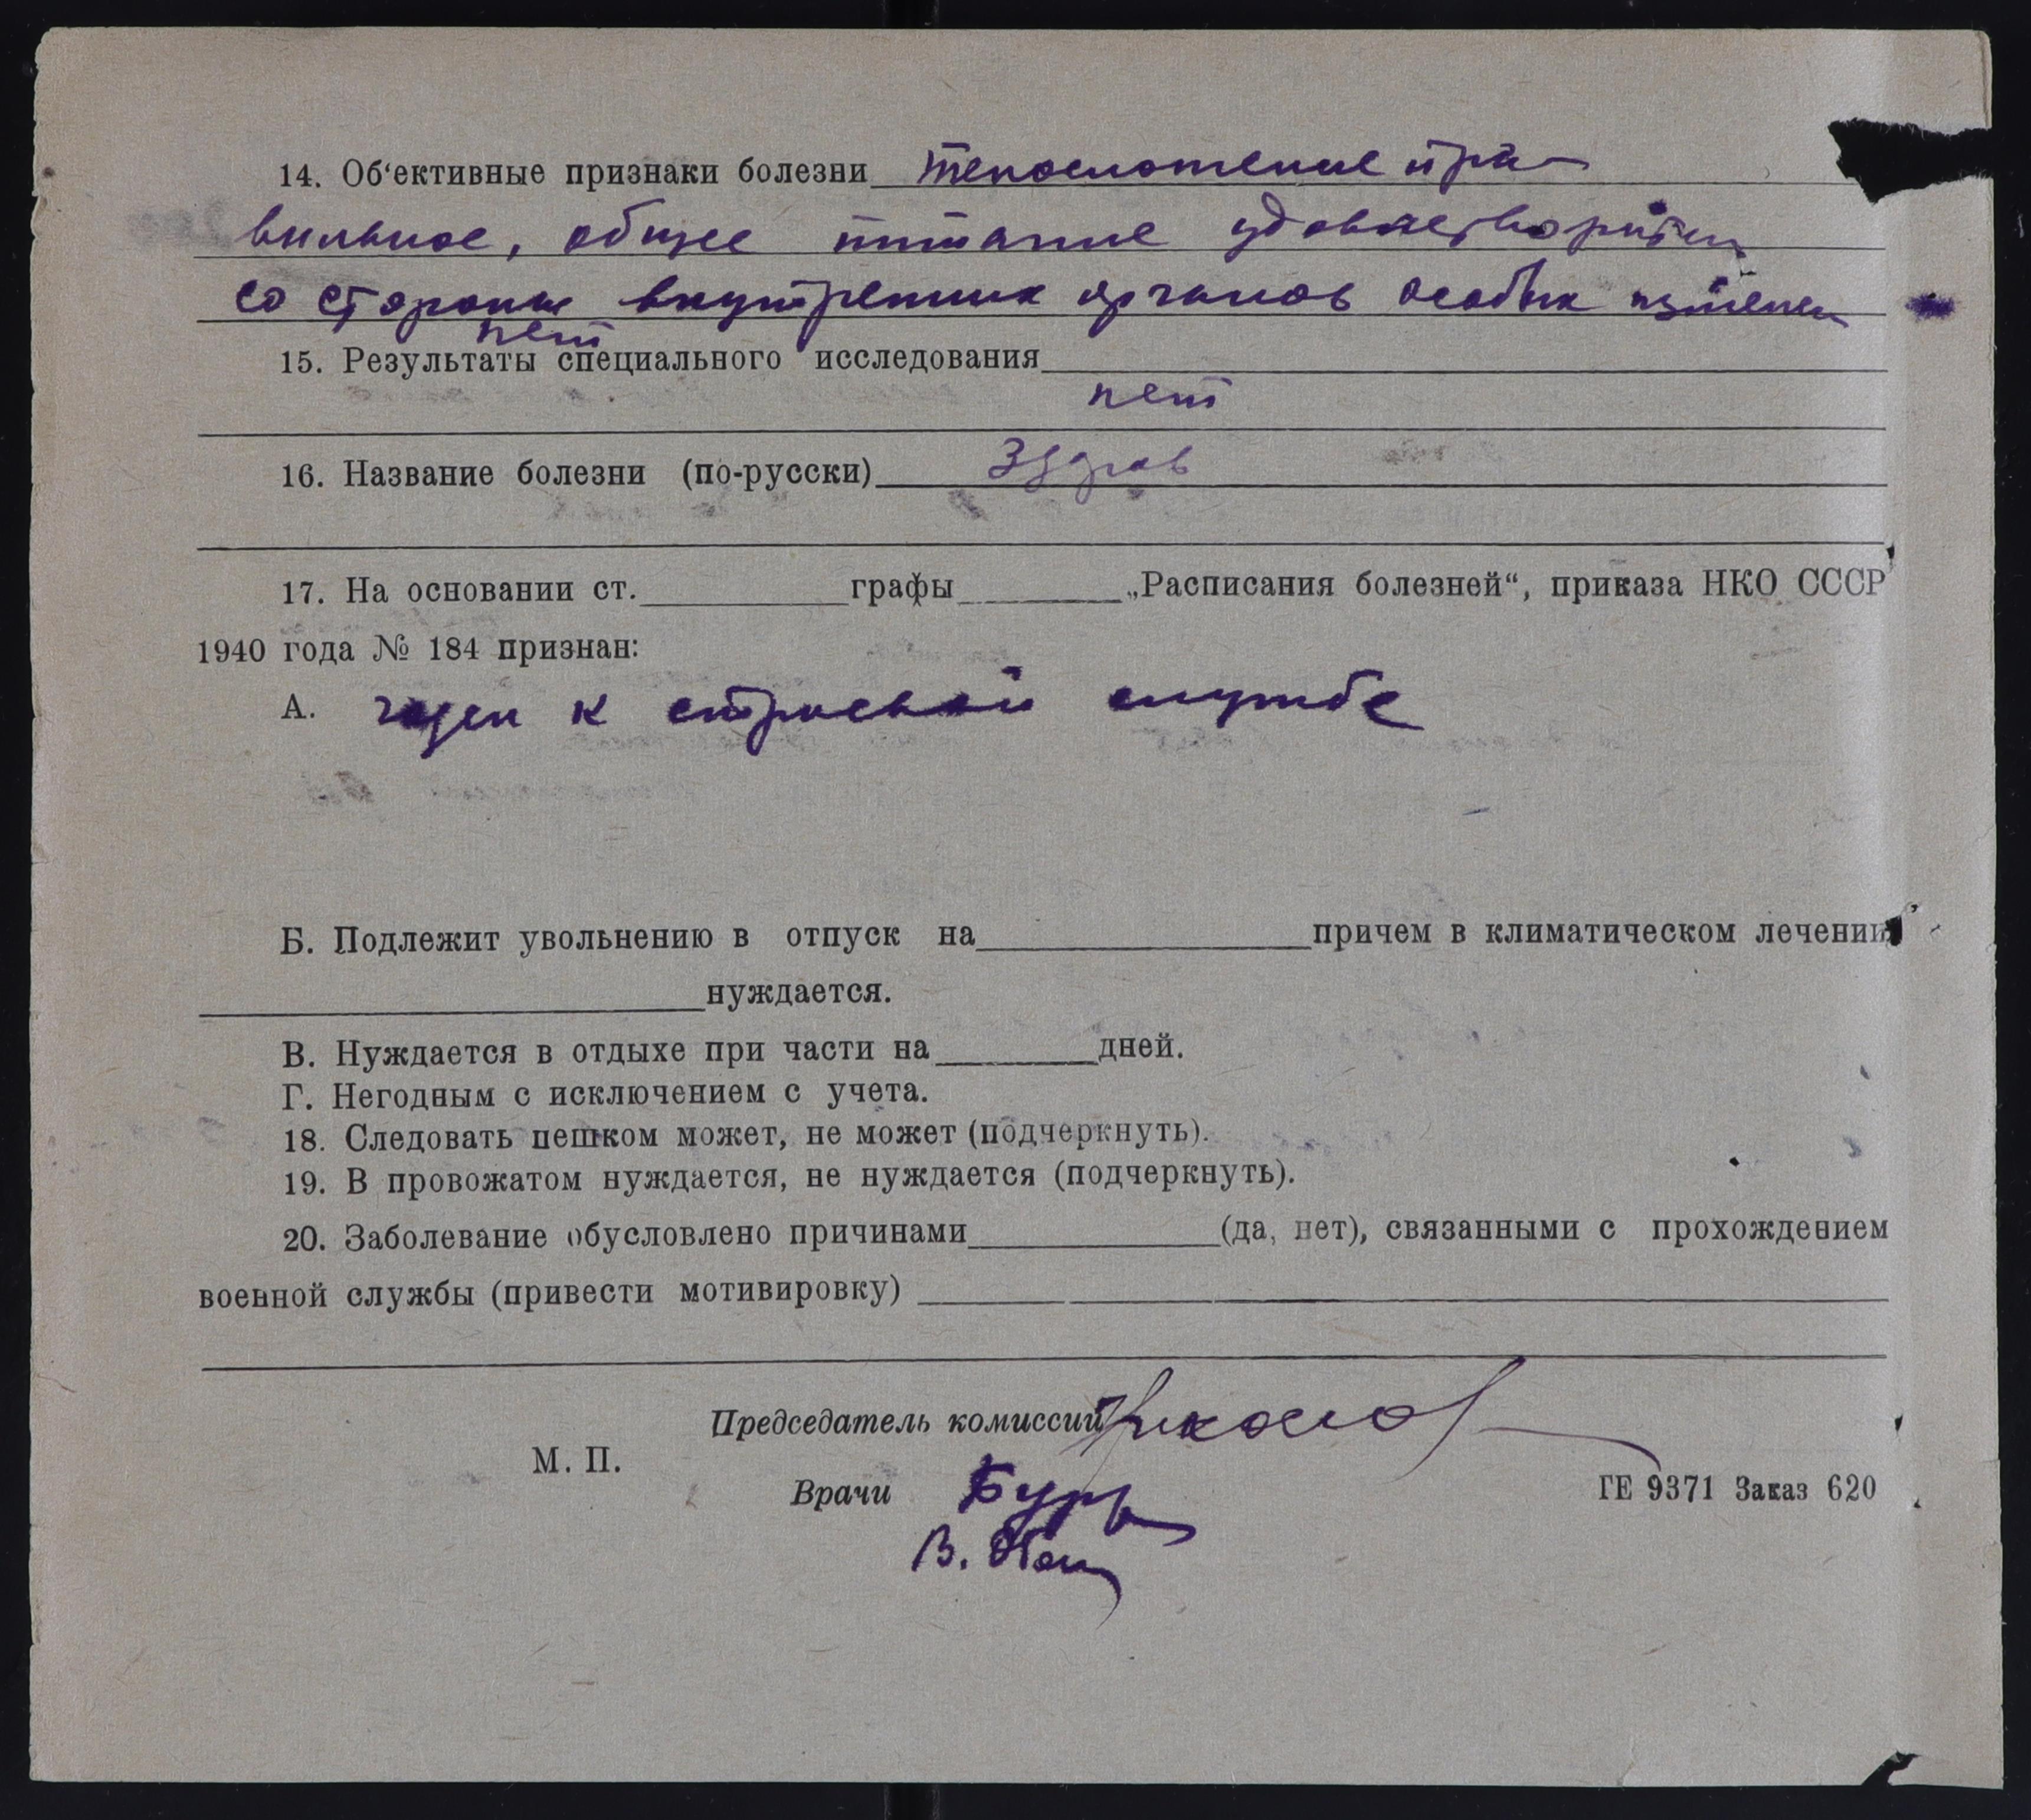 14. Об‘ективные признаки болезни телосложение пра-
вильное, общее питание удовлетворител
со стороны внутренних органов особых изменен
нет
15. Результаты специального исследования
нет
16. Название болезни (по-русски) Здоров
17. На основании ст. графы „Расписания болезней“, приказа НКО СССР
1940 года № 184 признан:
А. годен к строевой службе
Б. Подлежит увольнению в отпуск на причем в климатическом лечении
нуждается.
В. Нуждается в отдыхе при части на дней.
Г. Негодным с исключением с учета.
18. Следовать пешком может, не может (подчеркнуть).
19. В провожатом нуждается, не нуждается (подчеркнуть).
20. Заболевание обусловлено причинами (да, нет), связанными с прохождением
военной службы (привести мотивировку)
Председатель комиссии
М. П.
Врачи
ГЕ 9371 Заказ 620